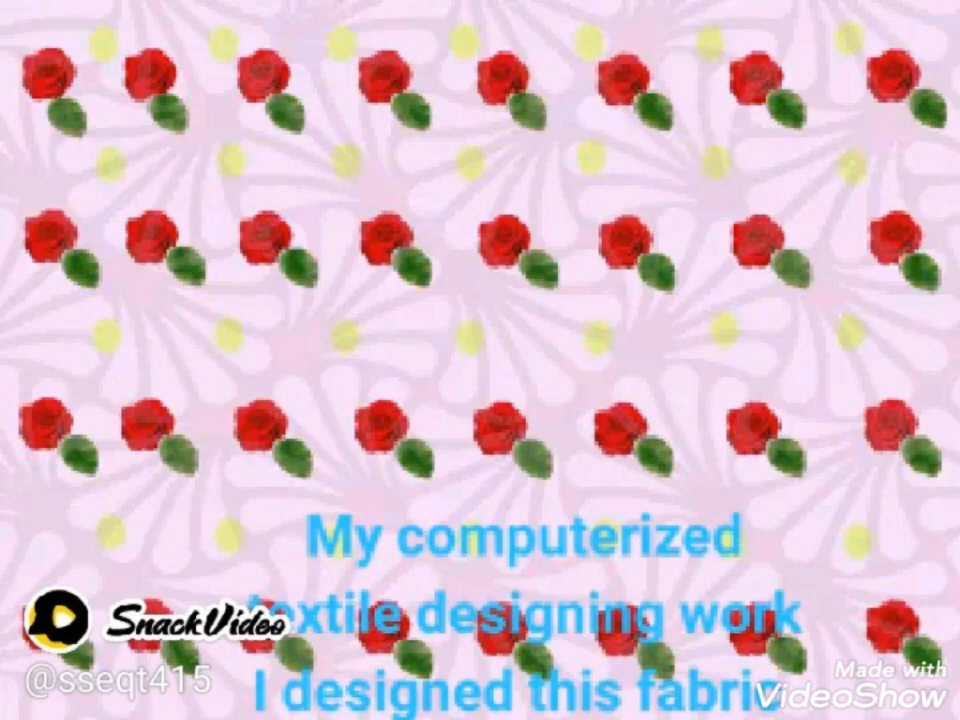 My computerized
textile designing work
I designed this fabric
SnackVideo
@sseqt415
Made with
VideoShow